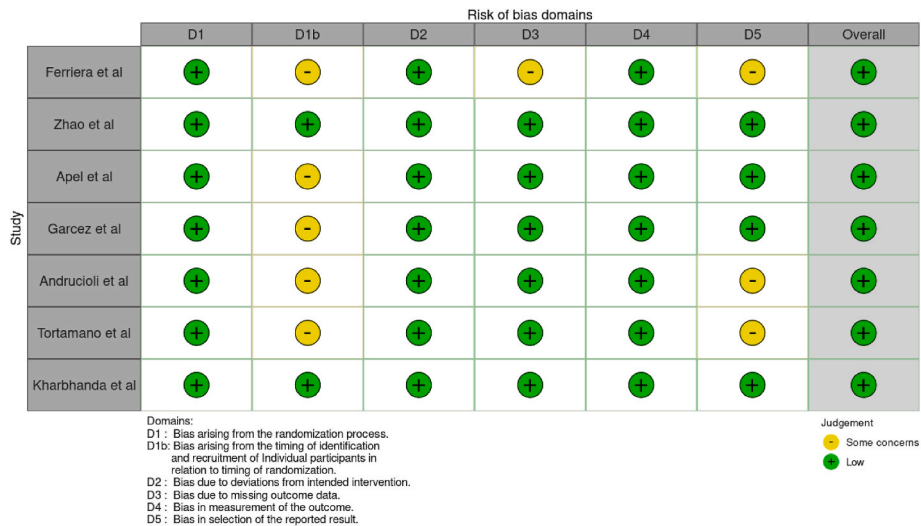 Risk of bias domains
D1 D1b D2 D3 D4 D5 Overall
Study
Ferriera et al + - + - + - +
Zhao et al + + + + + + +
Apel et al + - + + + + +
Garcez et al + - + + + + +
Andrucioli et al + - + + + - +
Tortamano et al + - + + + - +
Kharbhanda et al + + + + + + +
Domains:
D1 : Bias arising from the randomization process.
D1b: Bias arising from the timing of identification
and recruitment of Individual participants in
relation to timing of randomization.
D2 : Bias due to deviations from intended intervention.
D3 : Bias due to missing outcome data.
D4 : Bias in measurement of the outcome.
D5 : Bias in selection of the reported result.
Judgement
- Some concerns
+ Low